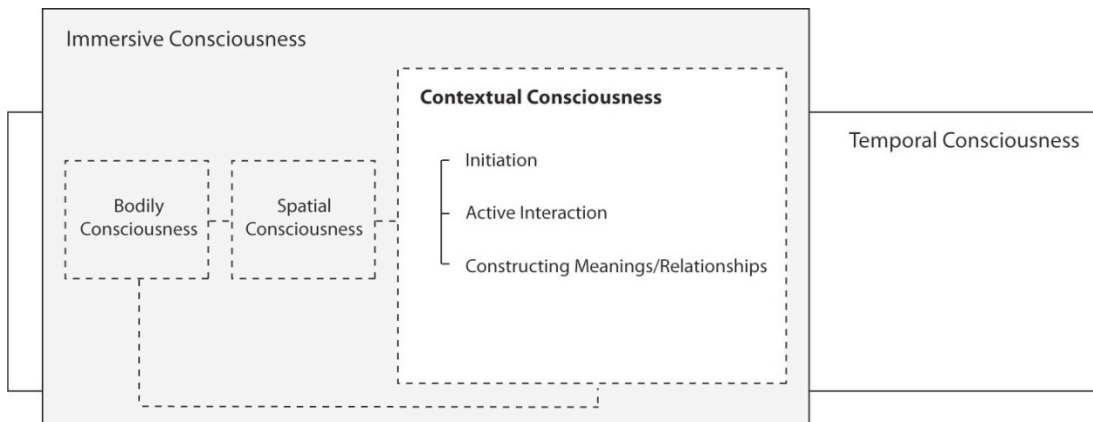 Immersive Consciousness
Contextual Consciousness
Temporal Consciousness
Initiation
Bodily
Consciousness
Spatial
Consciousness
Active Interaction
Constructing Meanings/Relationships